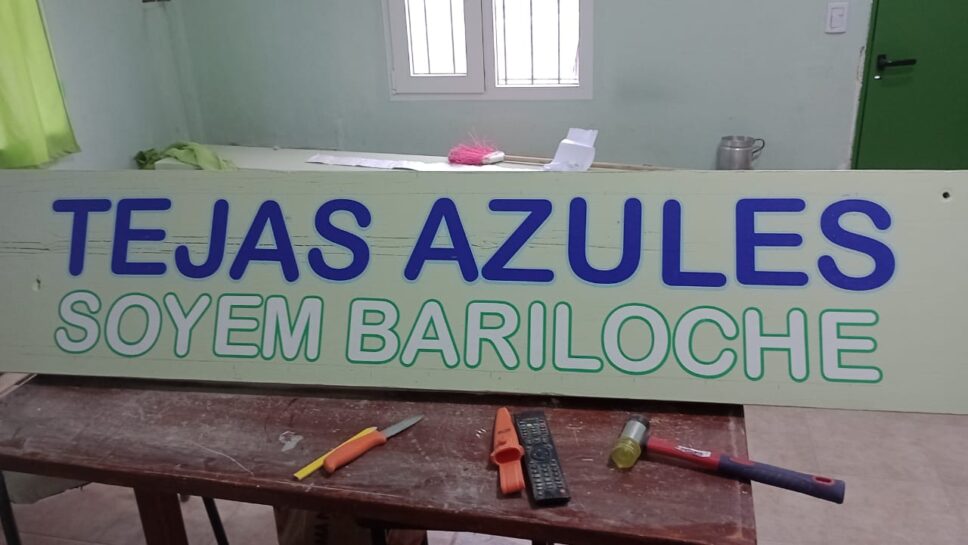 TEJAS AZULES
SOYEM BARILOCHE